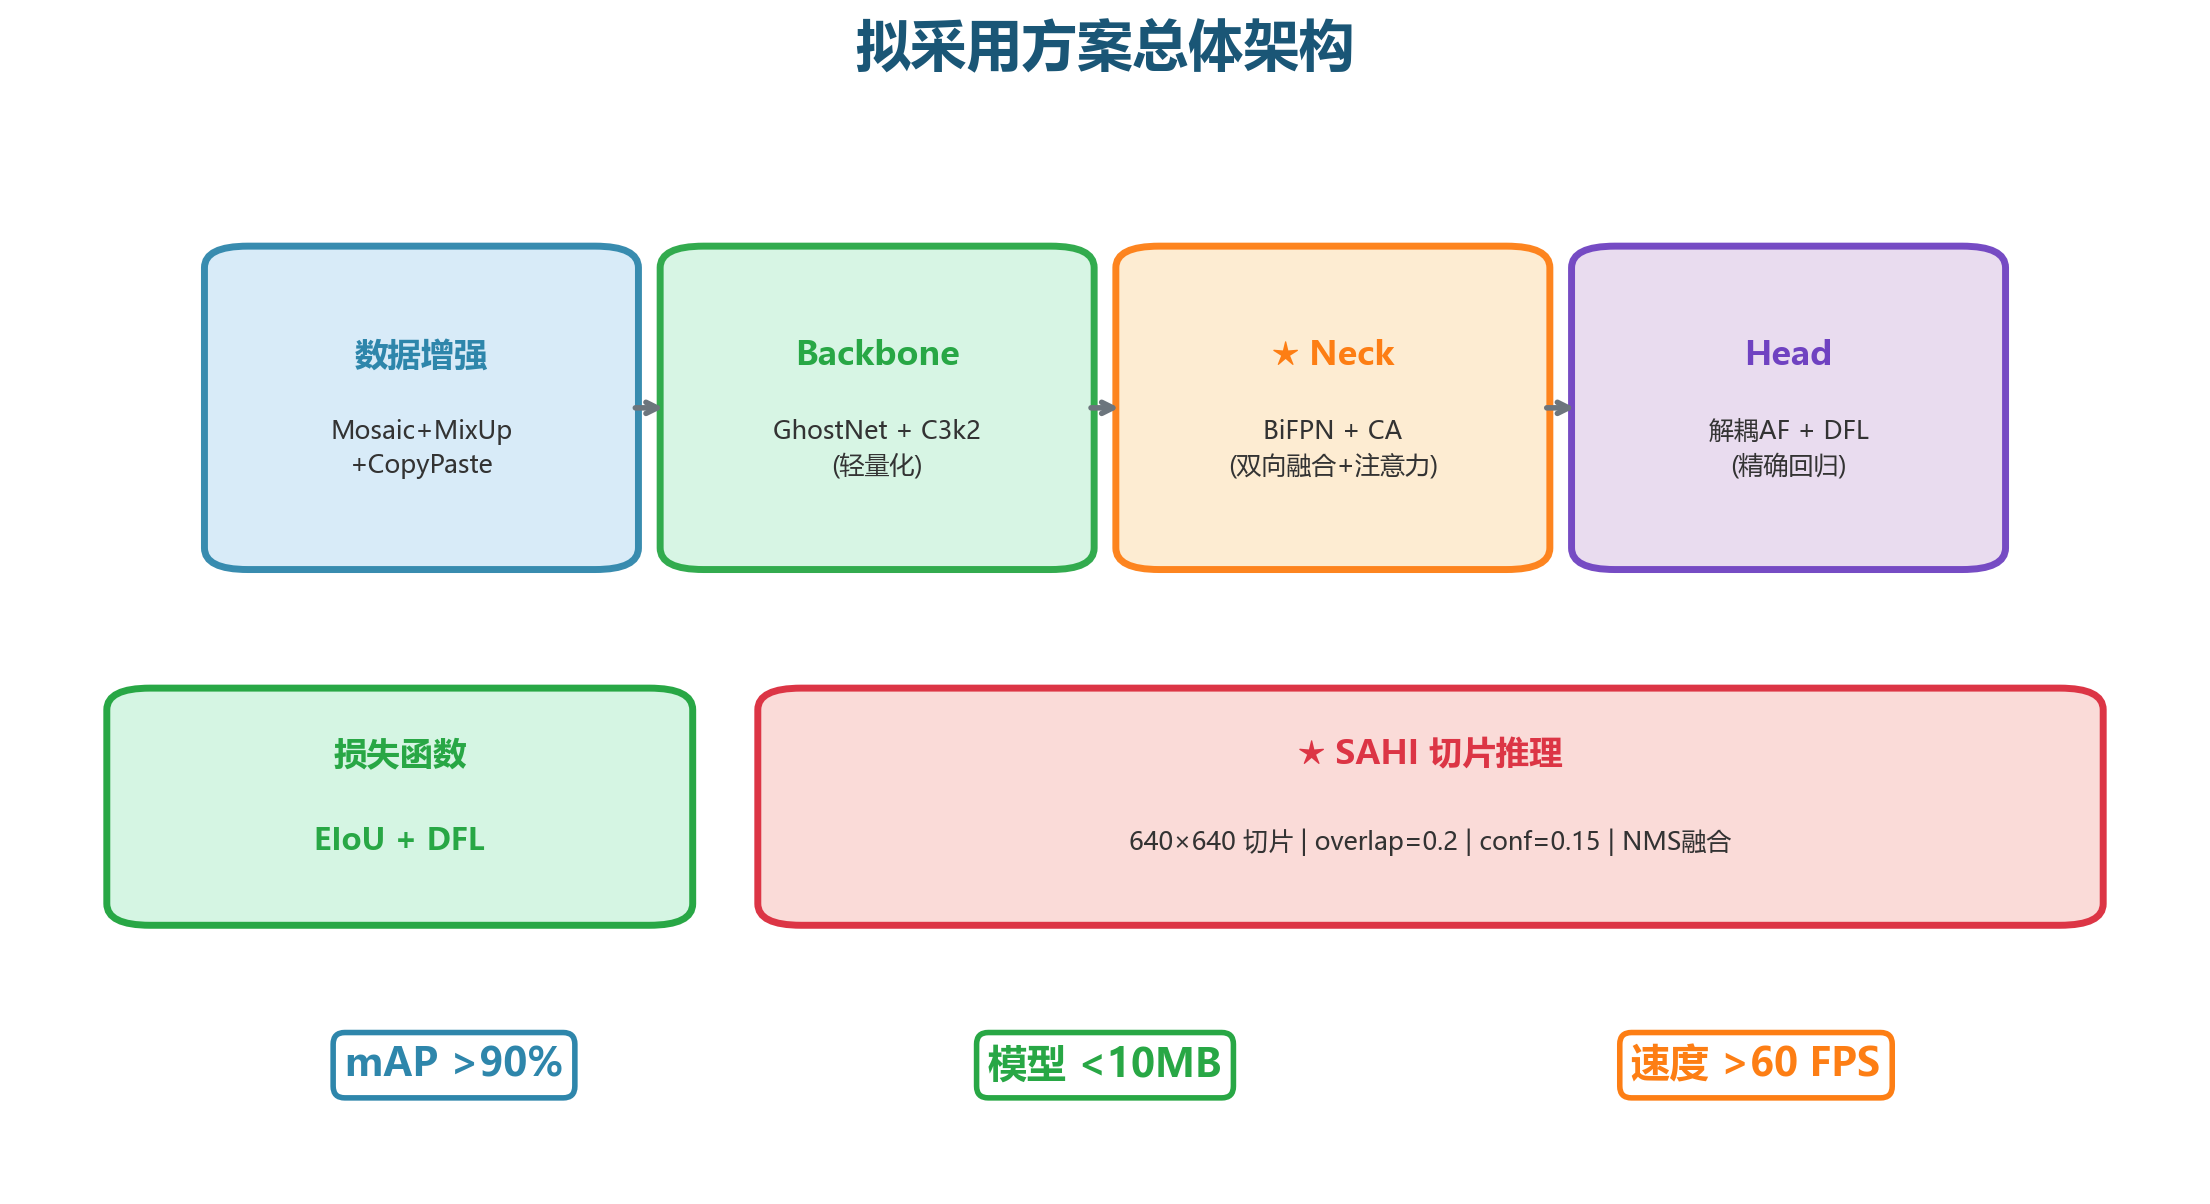 拟采用方案总体架构
数据增强
Mosaic+MixUp
+CopyPaste
Backbone
GhostNet + C3k2
(轻量化)
★ Neck
BiFPN + CA
(双向融合+注意力)
Head
解耦AF + DFL
(精确回归)
损失函数
EIoU + DFL
★ SAHI 切片推理
640×640 切片 | overlap=0.2 | conf=0.15 | NMS融合
mAP >90%
模型 <10MB
速度 >60 FPS